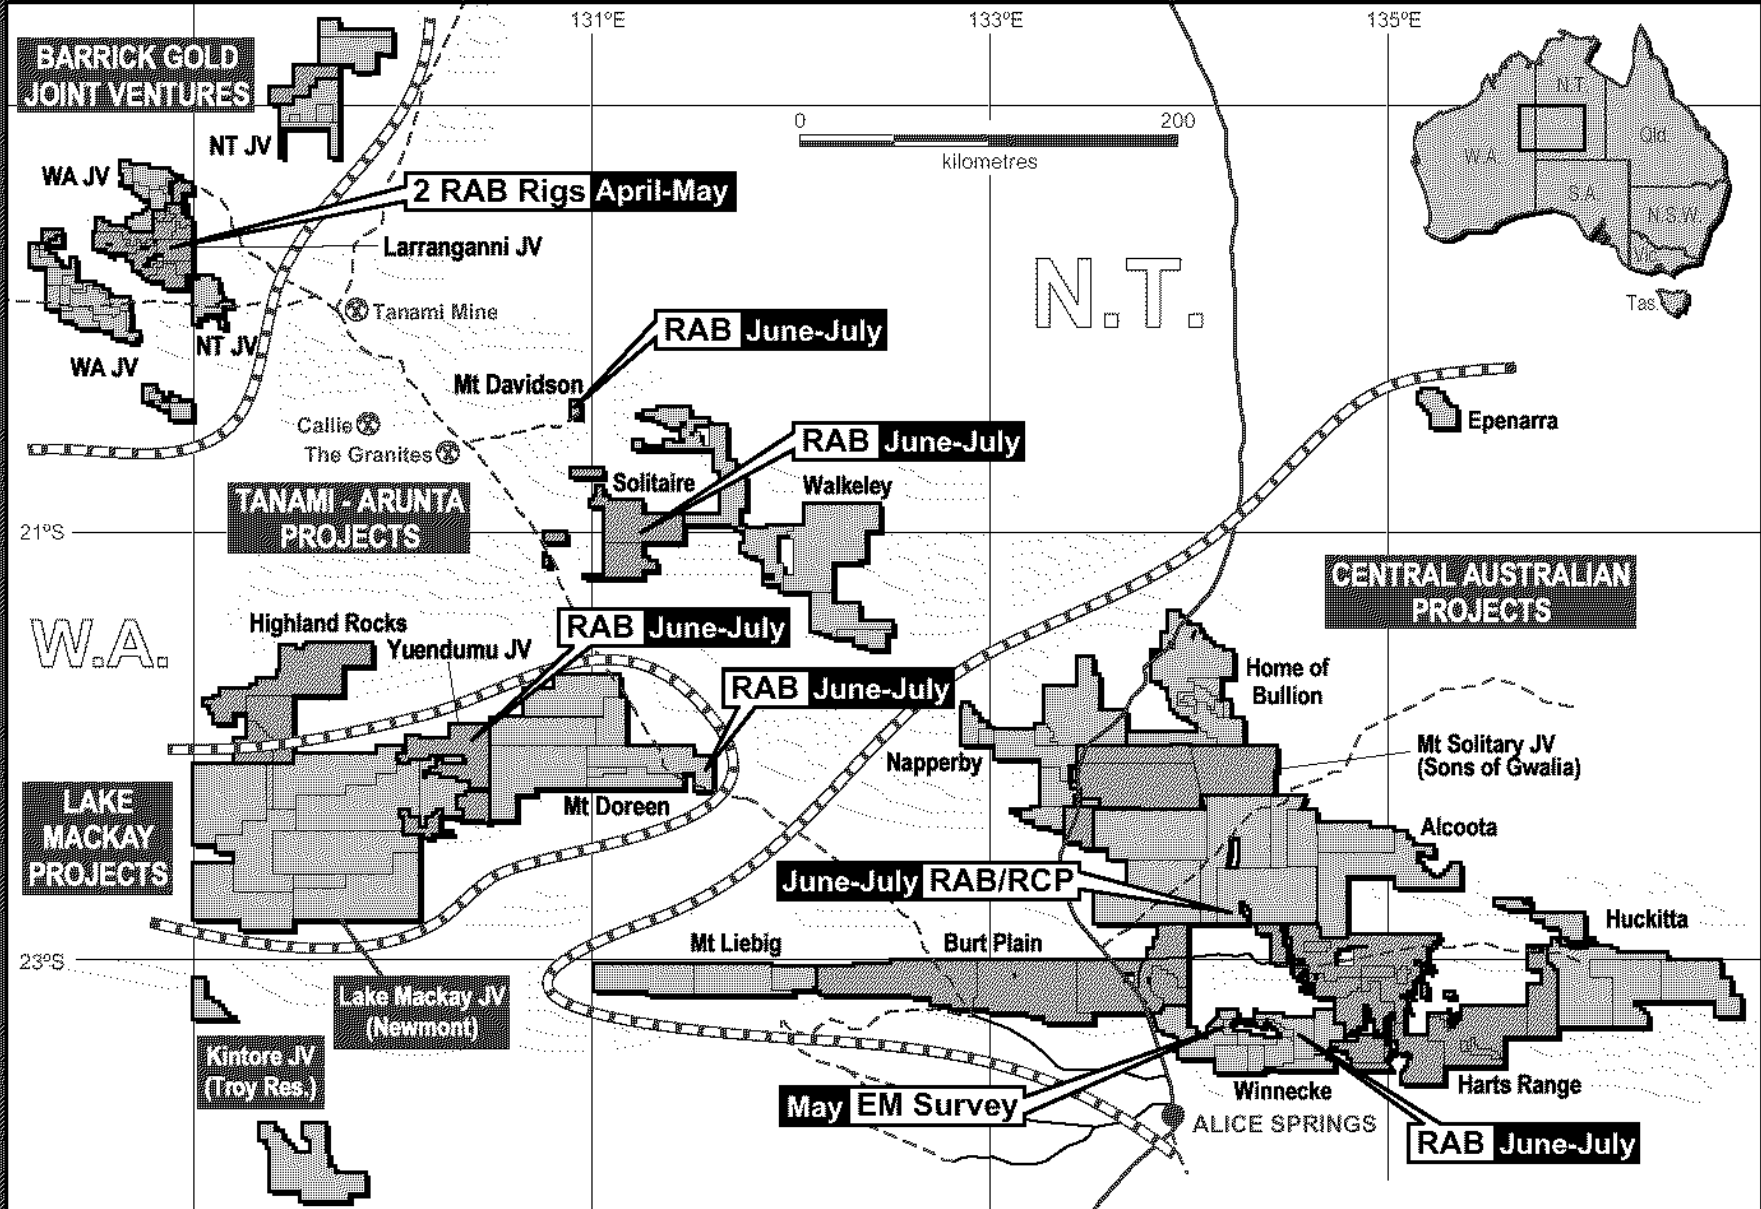 131ºE
133ºE
135ºE
BARRICK GOLD
JOINT VENTURES
NT JV
WA JV
2 RAB Rigs April-May
Larranganni JV
Tanami Mine
NT JV
WA JV
0
200
kilometres
N.T.
N.T.
W.A.
Qld.
S.A.
N.S.W.
Vic.
Tas.
RAB June-July
Mt Davidson
Callie
The Granites
RAB June-July
Epenarra
TANAMI - ARUNTA
PROJECTS
Solitaire
Walkeley
21ºS
CENTRAL AUSTRALIAN
PROJECTS
W.A.
Highland Rocks
Yuendumu JV
RAB June-July
RAB June-July
Home of
Bullion
Napperby
Mt Solitary JV
(Sons of Gwalia)
LAKE
MACKAY
PROJECTS
Mt Doreen
Alcoota
June-July RAB/RCP
Huckitta
Mt Liebig
Burt Plain
23ºS
Lake Mackay JV
(Newmont)
Kintore JV
(Troy Res.)
Winnecke
Harts Range
May EM Survey
ALICE SPRINGS
RAB June-July